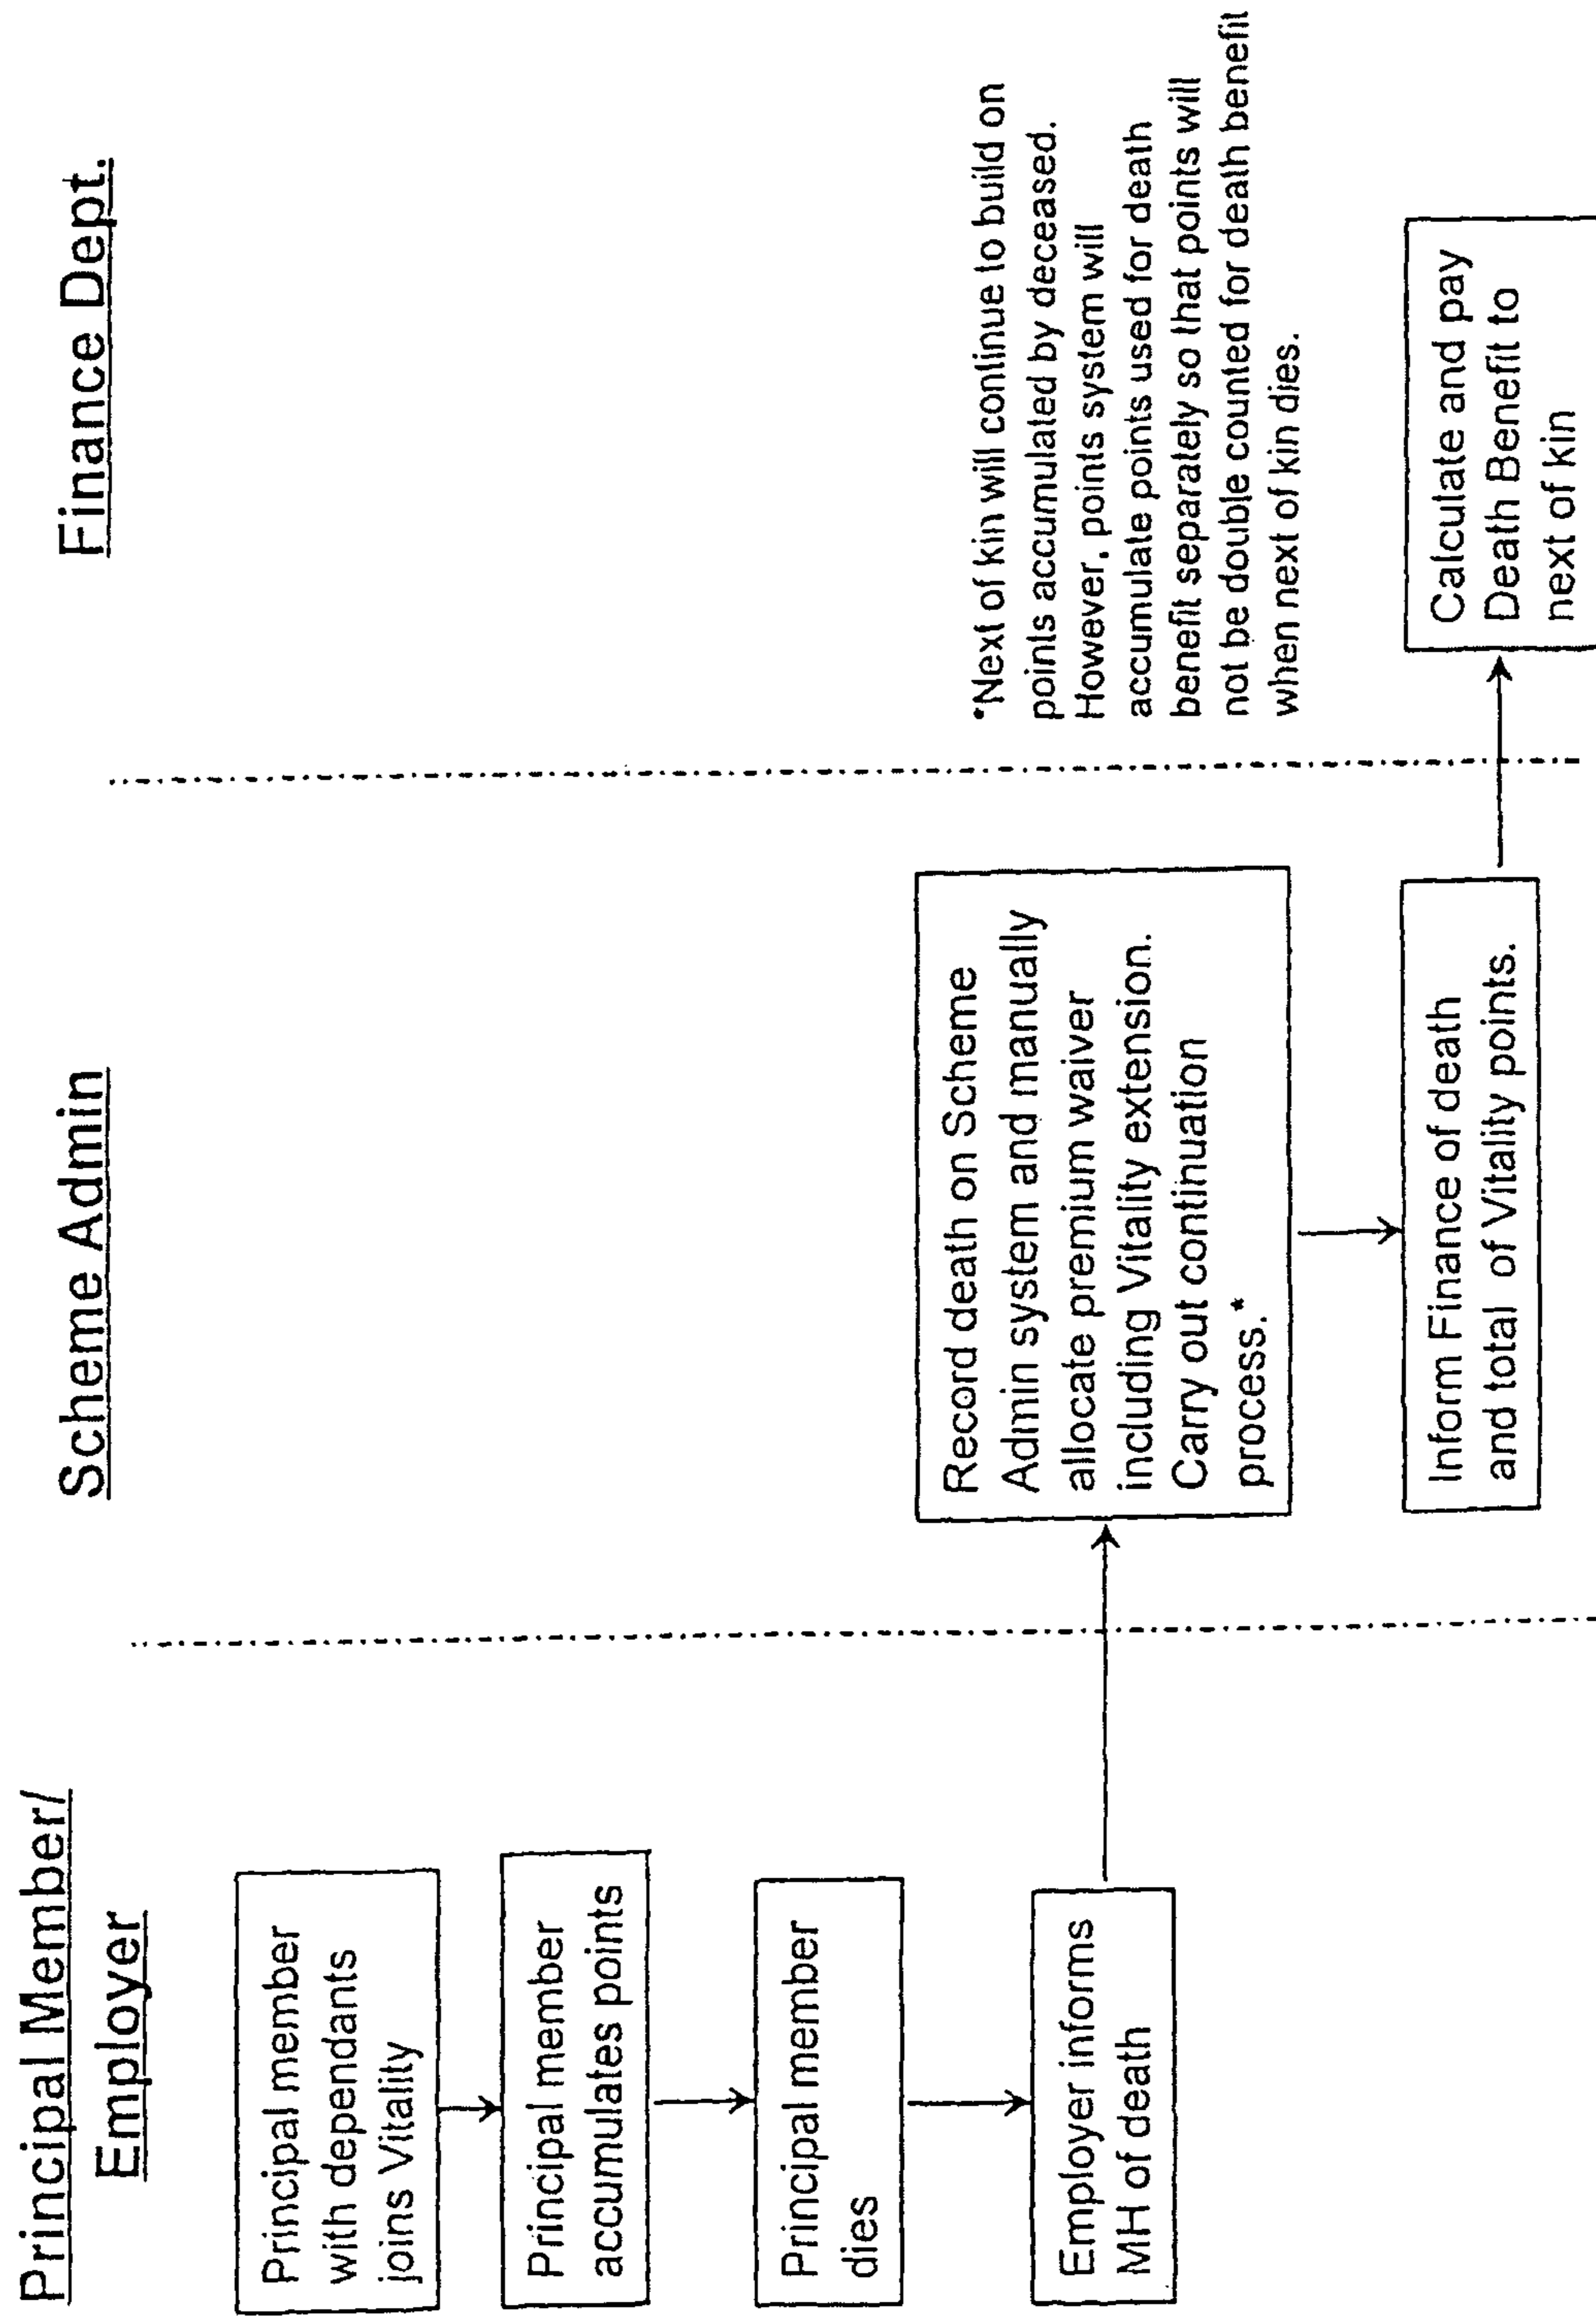 Principal Member/
Employer
Scheme Admin
Finance Dept.
Principal member
with dependants
joins Vitality
Principal member
accumulates points
Principal member
dies
Employer informs
MH of death
Record death on Scheme
Admin system and manually
allocate premium waiver
including Vitality extension.
Carry out continuation
process.*
Inform Finance of death
and total of Vitality points.
*Next of kin will continue to build on
points accumulated by deceased.
However, points system will
accumulate points used for death
benefit separately so that points will
not be double counted for death benefit
when next of kin dies.
Calculate and pay
Death Benefit to
next of kin